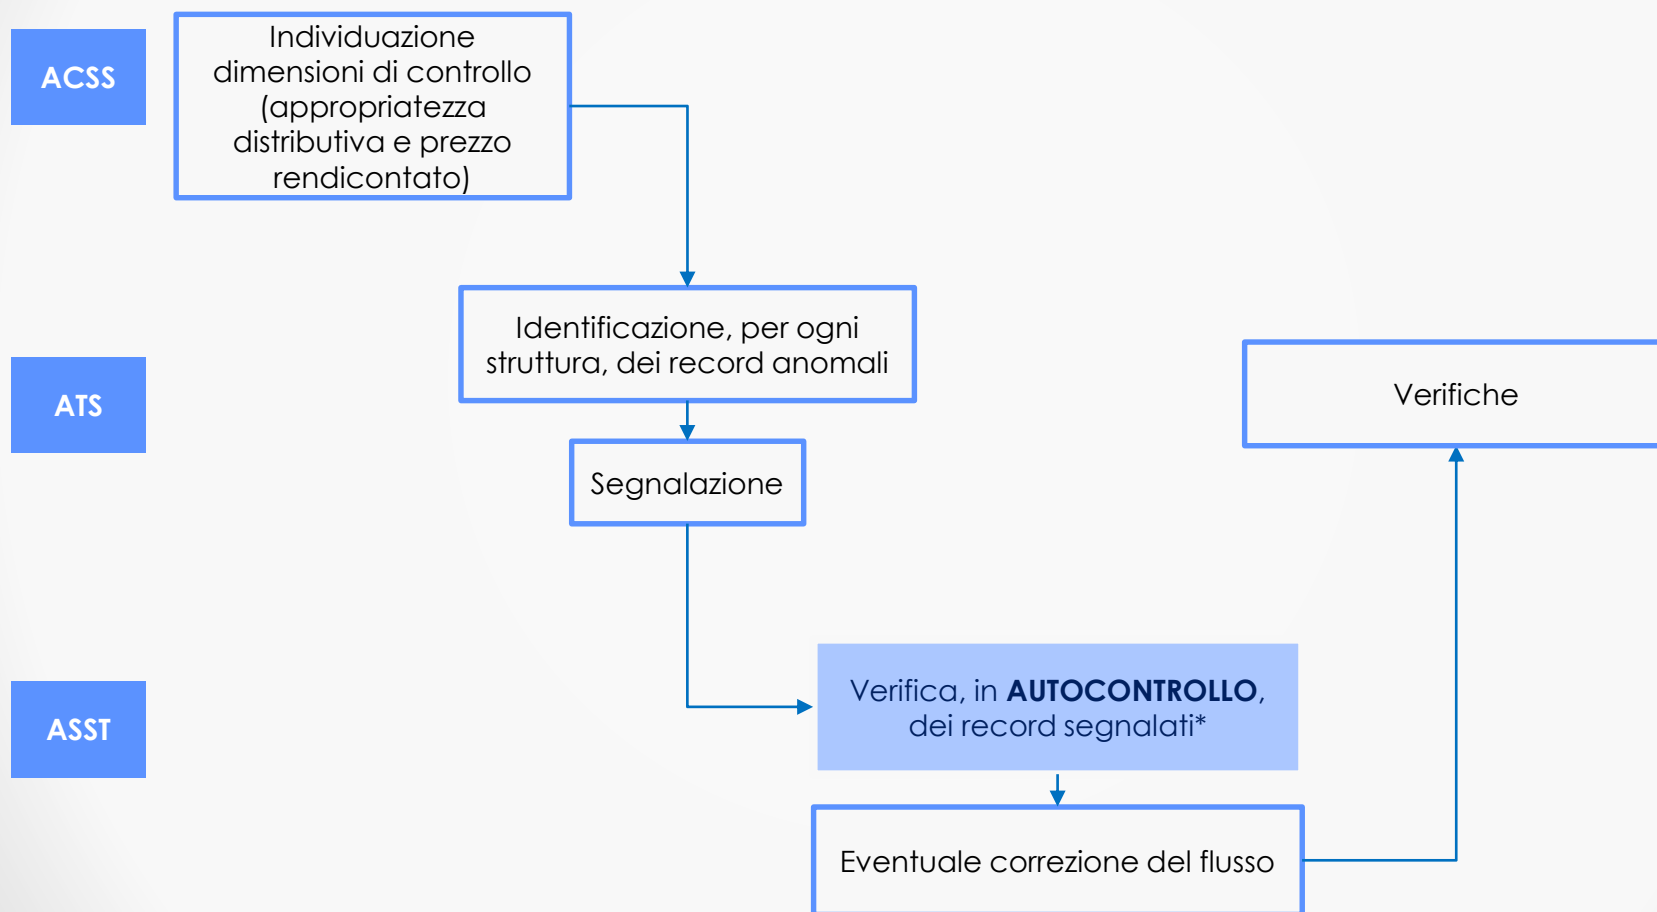 ACSS
Individuazione
dimensioni di controllo
(appropriatezza
distributiva e prezzo
rendicontato)
Identificazione, per ogni
struttura, dei record anomali
ATS
Verifiche
Segnalazione
Verifica, in AUTOCONTROLLO,
dei record segnalati*
ASST
Eventuale correzione del flusso